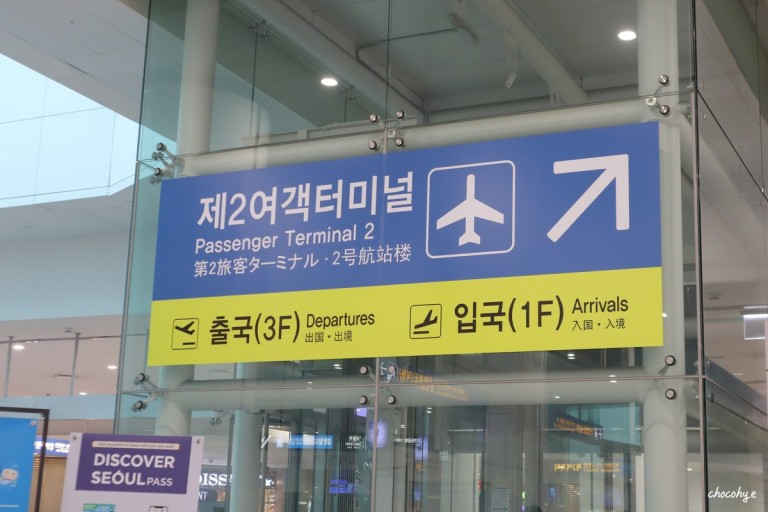 제2여객터미널
Passenger Terminal 2
第2旅客ターミナル · 2号航站楼
출국(3F) Departures
出国 · 出境
입국(1F) Arrivals
入国 · 入境
DISCOVER
SEOUL PASS
chocohy.e